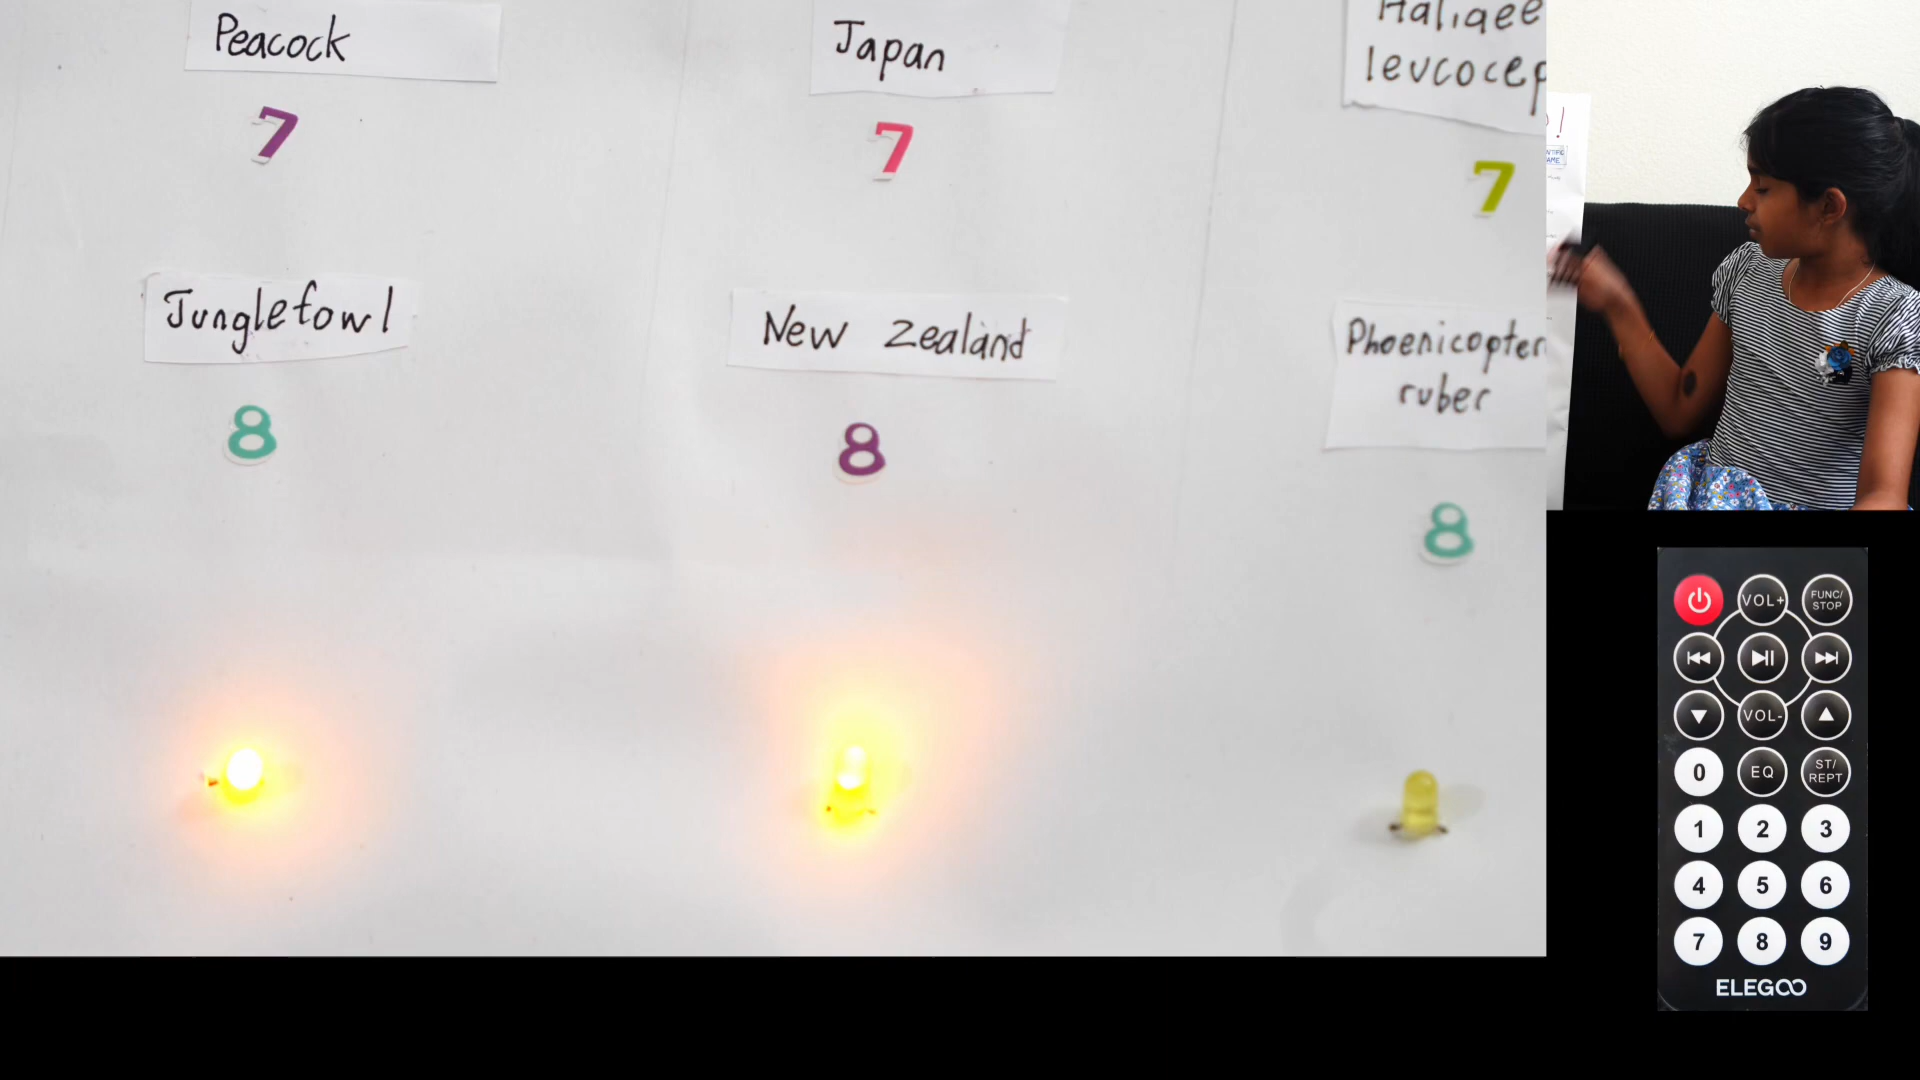 Peacock
7
Japan
7
leucocep
7
Junglefowl
8
New Zealand
8
Phoenicopter
ruber
8
VOL+
FUNC/
STOP
VOL-
0
EQ
ST/
REPT
1 2 3
4 5 6
7 8 9
ELEGOO